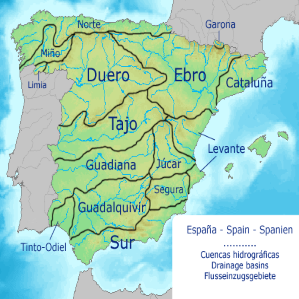 Norte
Garona
Miño
Limia
Duero
Ebro
Cataluña
Tajo
Levante
Guadiana
Júcar
Segura
Guadalquivir
Tinto-Odiel
Sur
España - Spain - Spanien
-----------
Cuencas hidrográficas
Drainage basins
Flusseinzugsgebiete